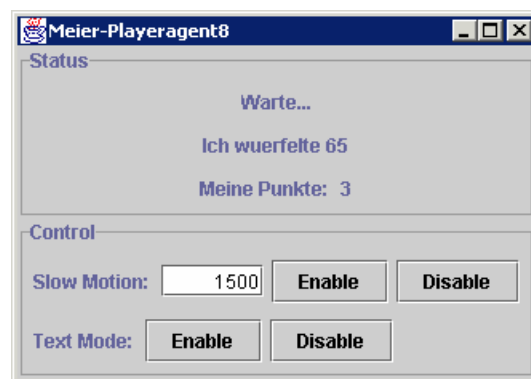 Meier-Playeragent8
Status
Warte...
Ich wuerfelte 65
Meine Punkte: 3
Control
Slow Motion: 1500 Enable Disable
Text Mode: Enable Disable